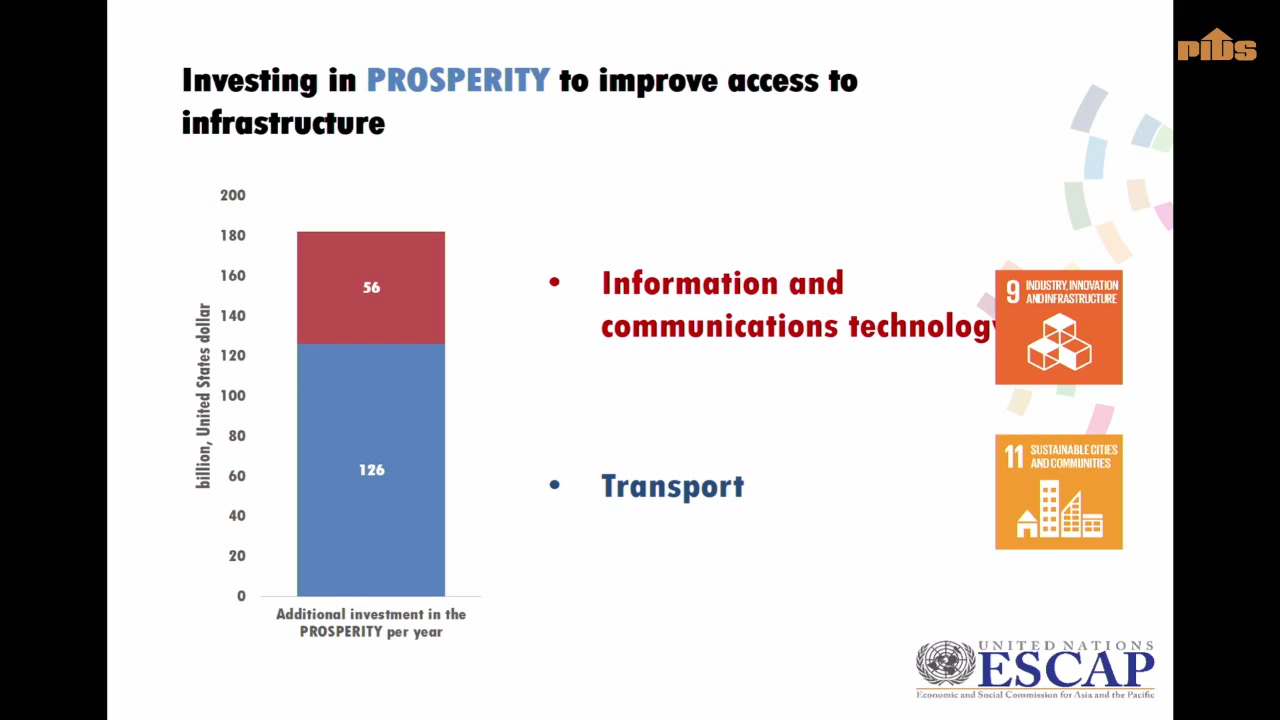 PIDS
Investing in PROSPERITY to improve access to
infrastructure
200
180
160
140
120
100
80
60
40
20
0
billion, United States dollar
56
126
Additional investment in the
PROSPERITY per year
• Information and
communications technology
• Transport
9 INDUSTRY, INNOVATION
AND INFRASTRUCTURE
11 SUSTAINABLE CITIES
AND COMMUNITIES
UNITED NATIONS
ESCAP
Economic and Social Commission for Asia and the Pacific